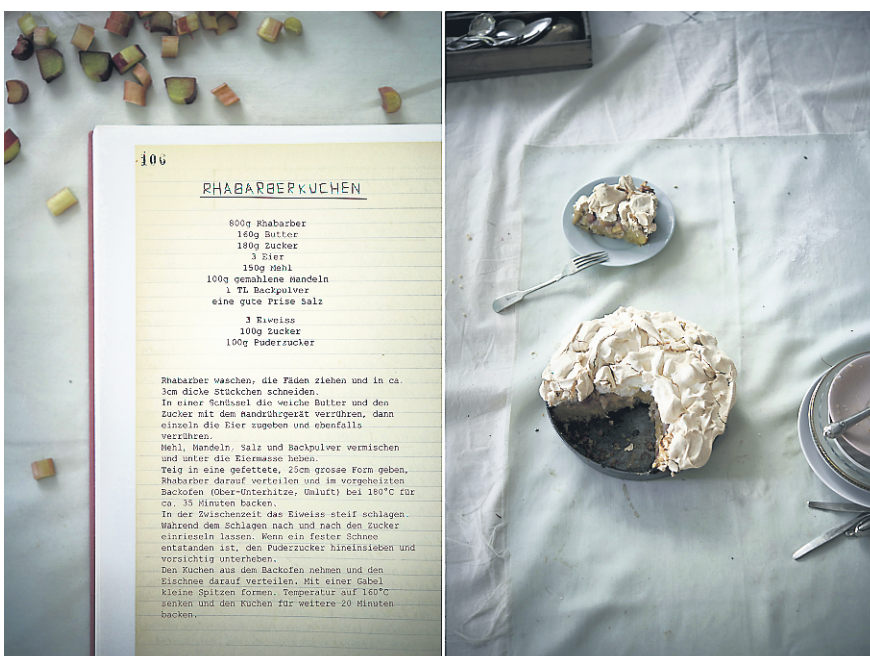 106
RHABARBERKUCHEN
800g Rhabarber
160g Butter
180g Zucker
3 Eier
150g Mehl
100g gemahlene Mandeln
1 TL Backpulver
eine gute Prise Salz
3 Eiweiss
100g Zucker
100g Puderzucker
Rhabarber waschen, die Fäden ziehen und in ca.
3cm dicke Stückchen schneiden.
In einer Schüssel die weiche Butter und den
Zucker mit dem Handrührgerät verrühren, dann
einzeln die Eier zugeben und ebenfalls
verrühren.
Mehl, Mandeln, Salz und Backpulver vermischen
und unter die Eiermasse heben.
Teig in eine gefettete, 25cm grosse Form geben,
Rhabarber darauf verteilen und im vorgeheizten
Backofen (Ober-Unterhitze, Umluft) bei 180°C für
ca. 35 Minuten backen.
In der Zwischenzeit das Eiweiss steif schlagen.
Während dem Schlagen nach und nach den Zucker
einrieseln lassen. Wenn ein fester Schnee
entstanden ist, den Puderzucker hineinsieben und
vorsichtig unterheben.
Den Kuchen aus dem Backofen nehmen und den
Eischnee darauf verteilen. Mit einer Gabel
kleine Spitzen formen. Temperatur auf 160°C
senken und den Kuchen für weitere 20 Minuten
backen.